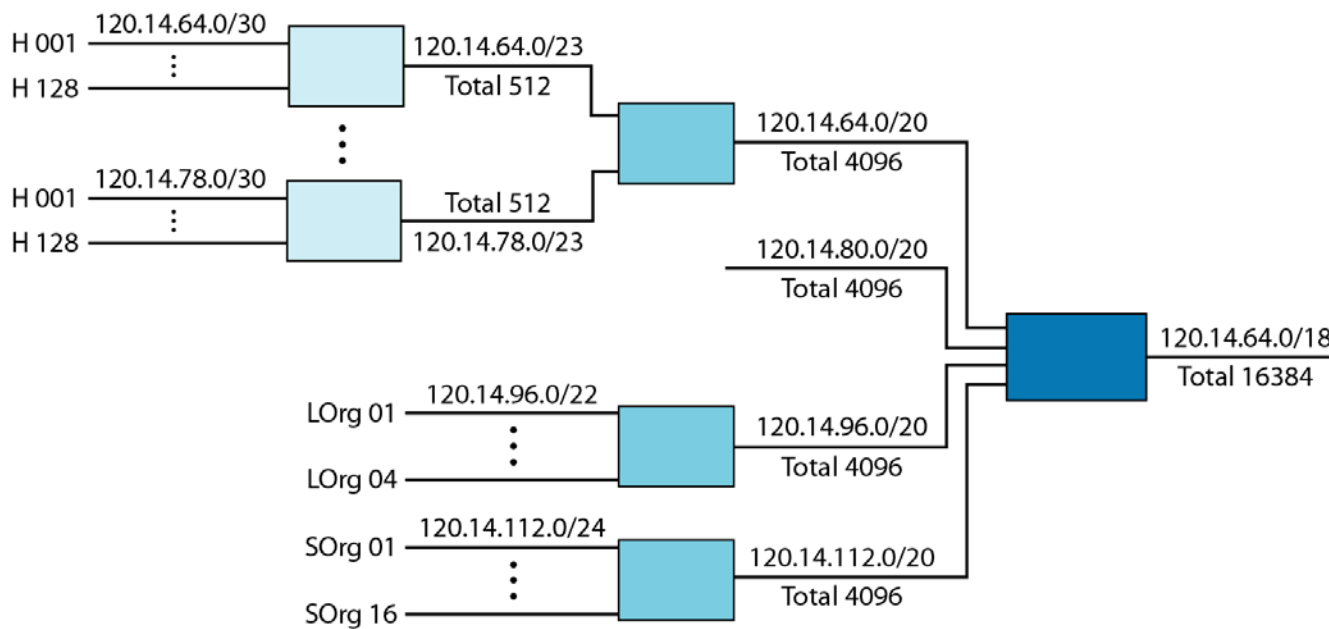 120.14.64.0/30
H 001
H 128
120.14.64.0/23
Total 512
120.14.78.0/30
H 001
H 128
Total 512
120.14.78.0/23
120.14.64.0/20
Total 4096
120.14.80.0/20
Total 4096
120.14.96.0/22
LOrg 01
LOrg 04
120.14.96.0/20
Total 4096
120.14.112.0/24
SOrg 01
SOrg 16
120.14.112.0/20
Total 4096
120.14.64.0/18
Total 16384